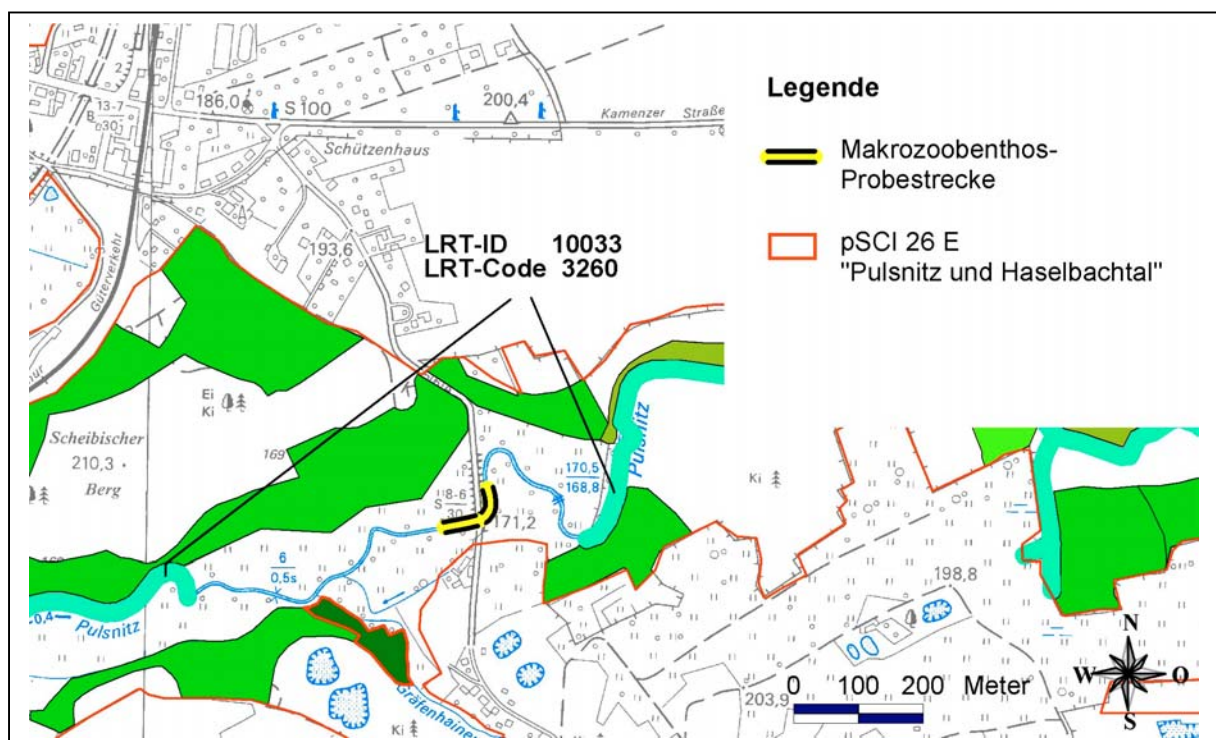 Legende
Makrozoobenthos-
Probestrecke
pSCI 26 E
"Pulsnitz und Haselbachtal"
LRT-ID 10033
LRT-Code 3260
2
13-7
B 30
186,0
S 100
200,4
Kamenzer Straße
Schützenhaus
193,6
Güterverkehr
Ei
Ki
Scheibischer
210,3
Berg
169
Pulsnitz
170,5
168,8
8-6
S 30
171,2
Ki
6
0,5s
0,4
Pulsnitz
198,8
203,9
Gräfenhainer
Ki
N
W O
S
0 100 200 Meter